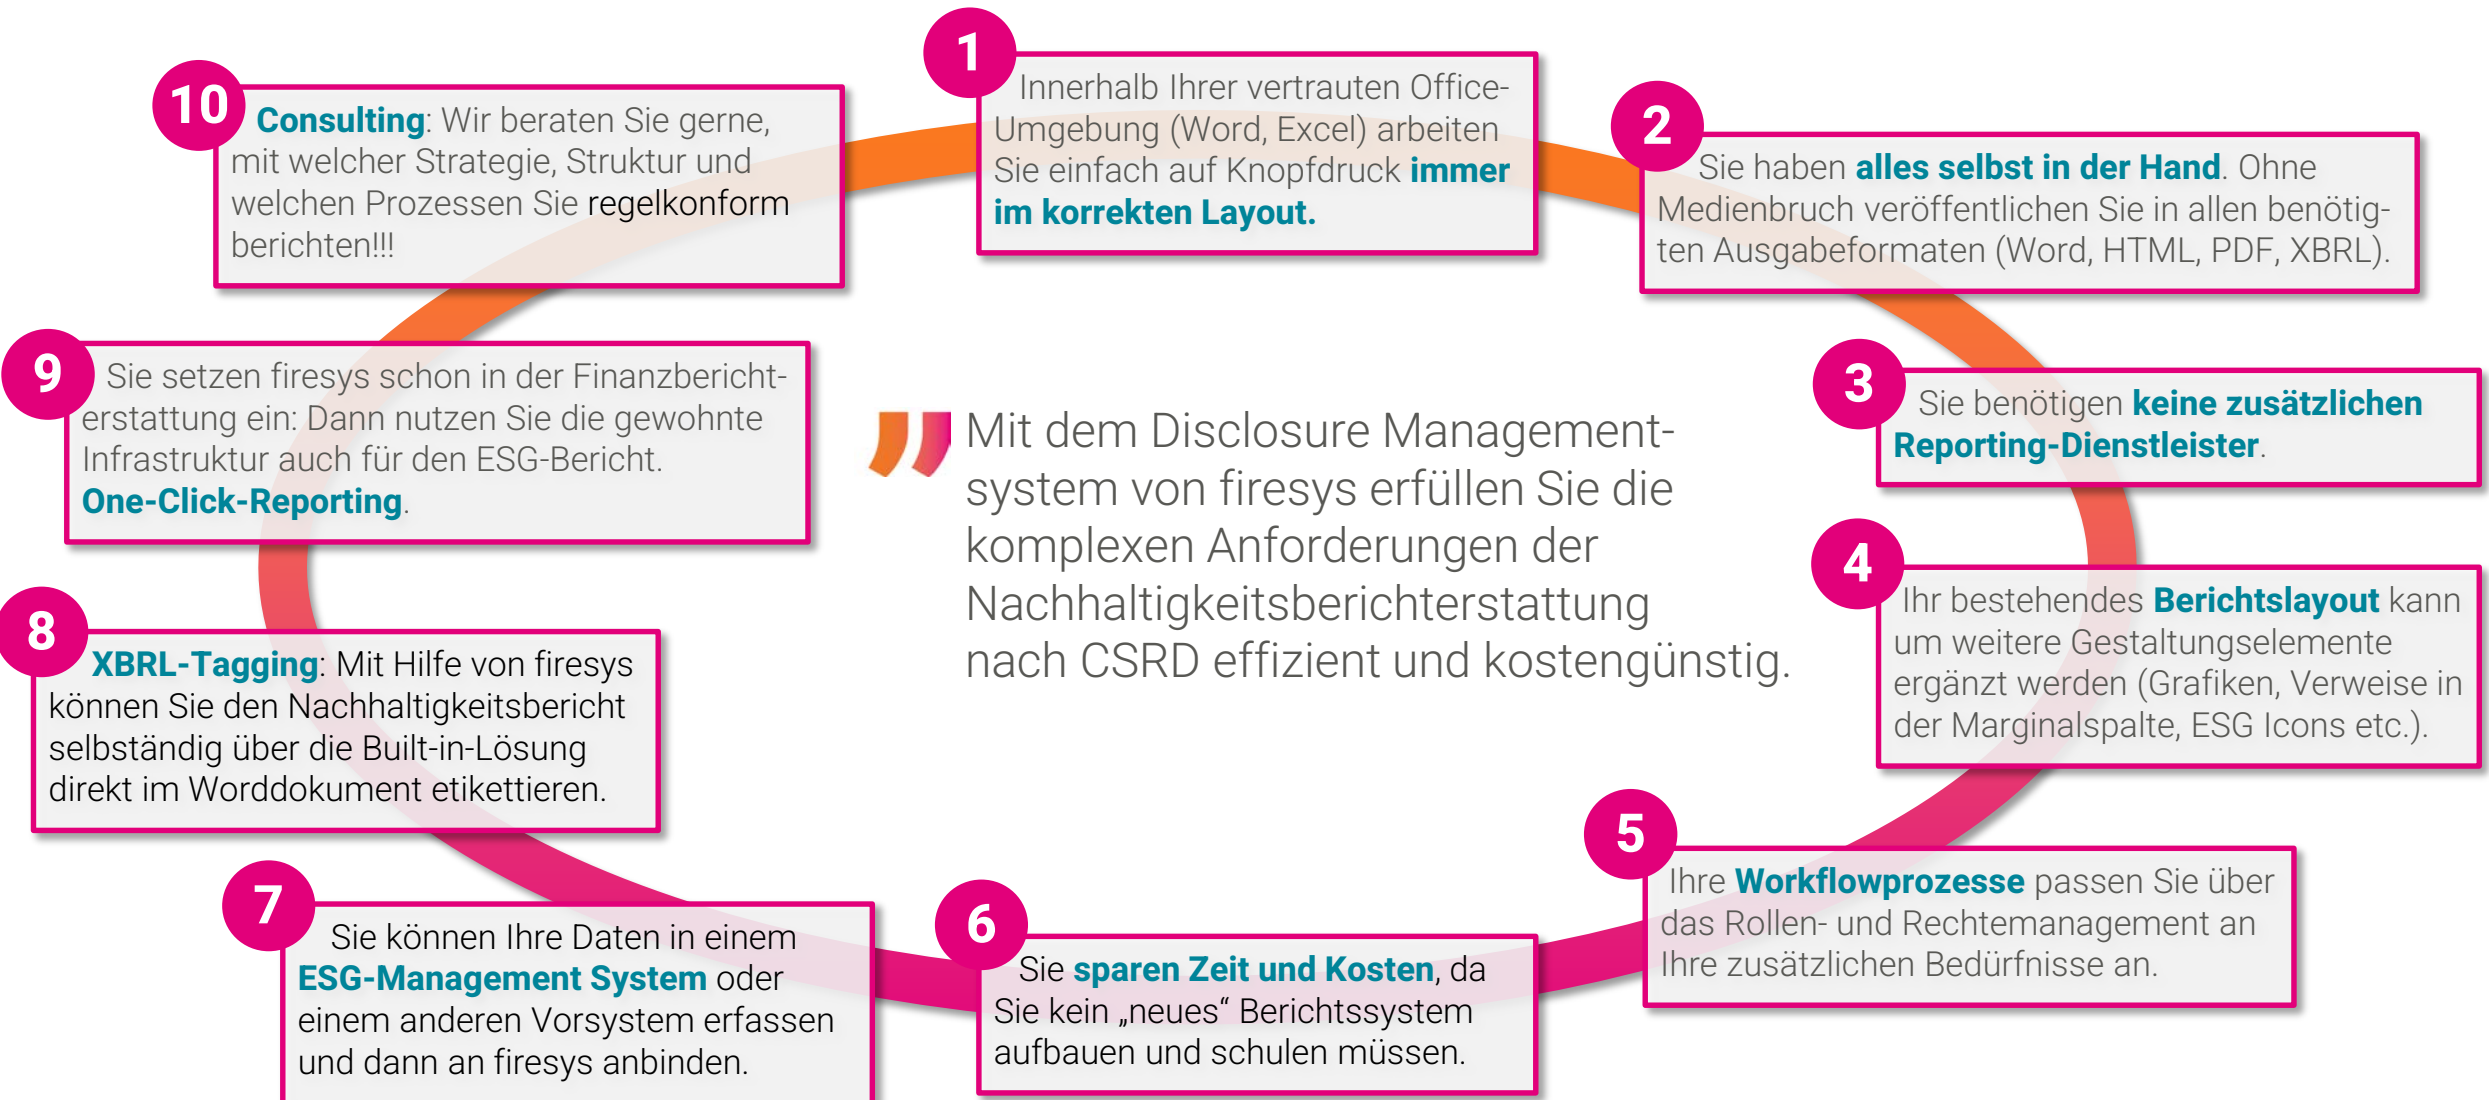 1
Innerhalb Ihrer vertrauten Office-
Umgebung (Word, Excel) arbeiten
Sie einfach auf Knopfdruck immer
im korrekten Layout.
2
Sie haben alles selbst in der Hand. Ohne
Medienbruch veröffentlichen Sie in allen benötig-
ten Ausgabeformaten (Word, HTML, PDF, XBRL).
3
Sie benötigen keine zusätzlichen
Reporting-Dienstleister.
4
Ihr bestehendes Berichtslayout kann
um weitere Gestaltungselemente
ergänzt werden (Grafiken, Verweise in
der Marginalspalte, ESG Icons etc.).
5
Ihre Workflowprozesse passen Sie über
das Rollen- und Rechtemanagement an
Ihre zusätzlichen Bedürfnisse an.
6
Sie sparen Zeit und Kosten, da
Sie kein „neues“ Berichtssystem
aufbauen und schulen müssen.
7
Sie können Ihre Daten in einem
ESG-Management System oder
einem anderen Vorsystem erfassen
und dann an firesys anbinden.
8
XBRL-Tagging: Mit Hilfe von firesys
können Sie den Nachhaltigkeitsbericht
selbständig über die Built-in-Lösung
direkt im Worddokument etikettieren.
9
Sie setzen firesys schon in der Finanzbericht-
erstattung ein: Dann nutzen Sie die gewohnte
Infrastruktur auch für den ESG-Bericht.
One-Click-Reporting.
10
Consulting: Wir beraten Sie gerne,
mit welcher Strategie, Struktur und
welchen Prozessen Sie regelkonform
berichten!!!
" Mit dem Disclosure Management-
system von firesys erfüllen Sie die
komplexen Anforderungen der
Nachhaltigkeitsberichterstattung
nach CSRD effizient und kostengünstig.